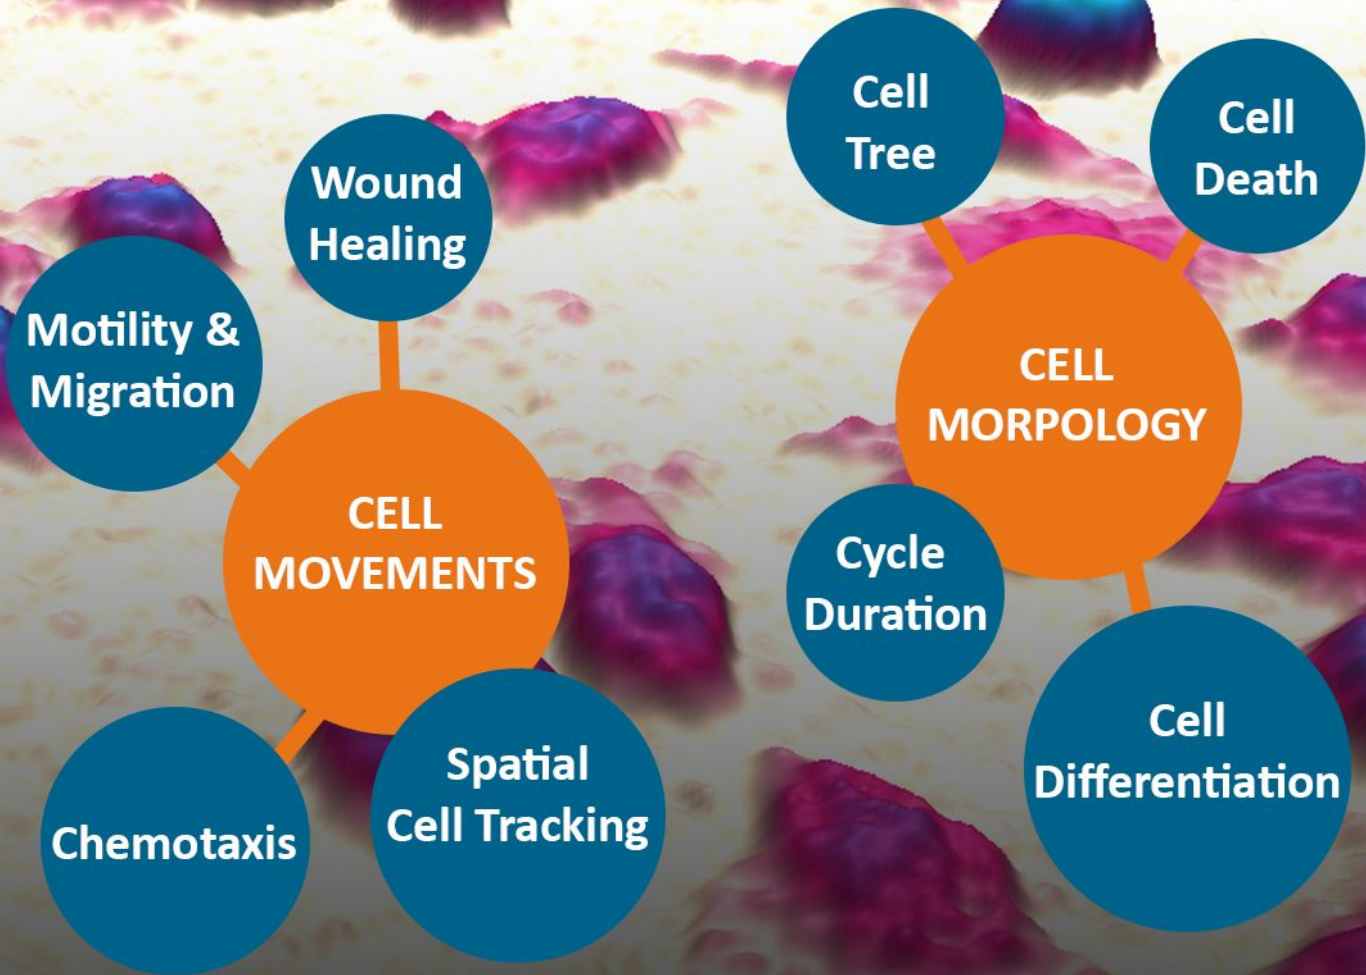 Wound
Healing
Motility &
Migration
CELL
MOVEMENTS
Chemotaxis
Spatial
Cell Tracking
Cell
Tree
Cell
Death
CELL
MORPOLOGY
Cycle
Duration
Cell
Differentiation